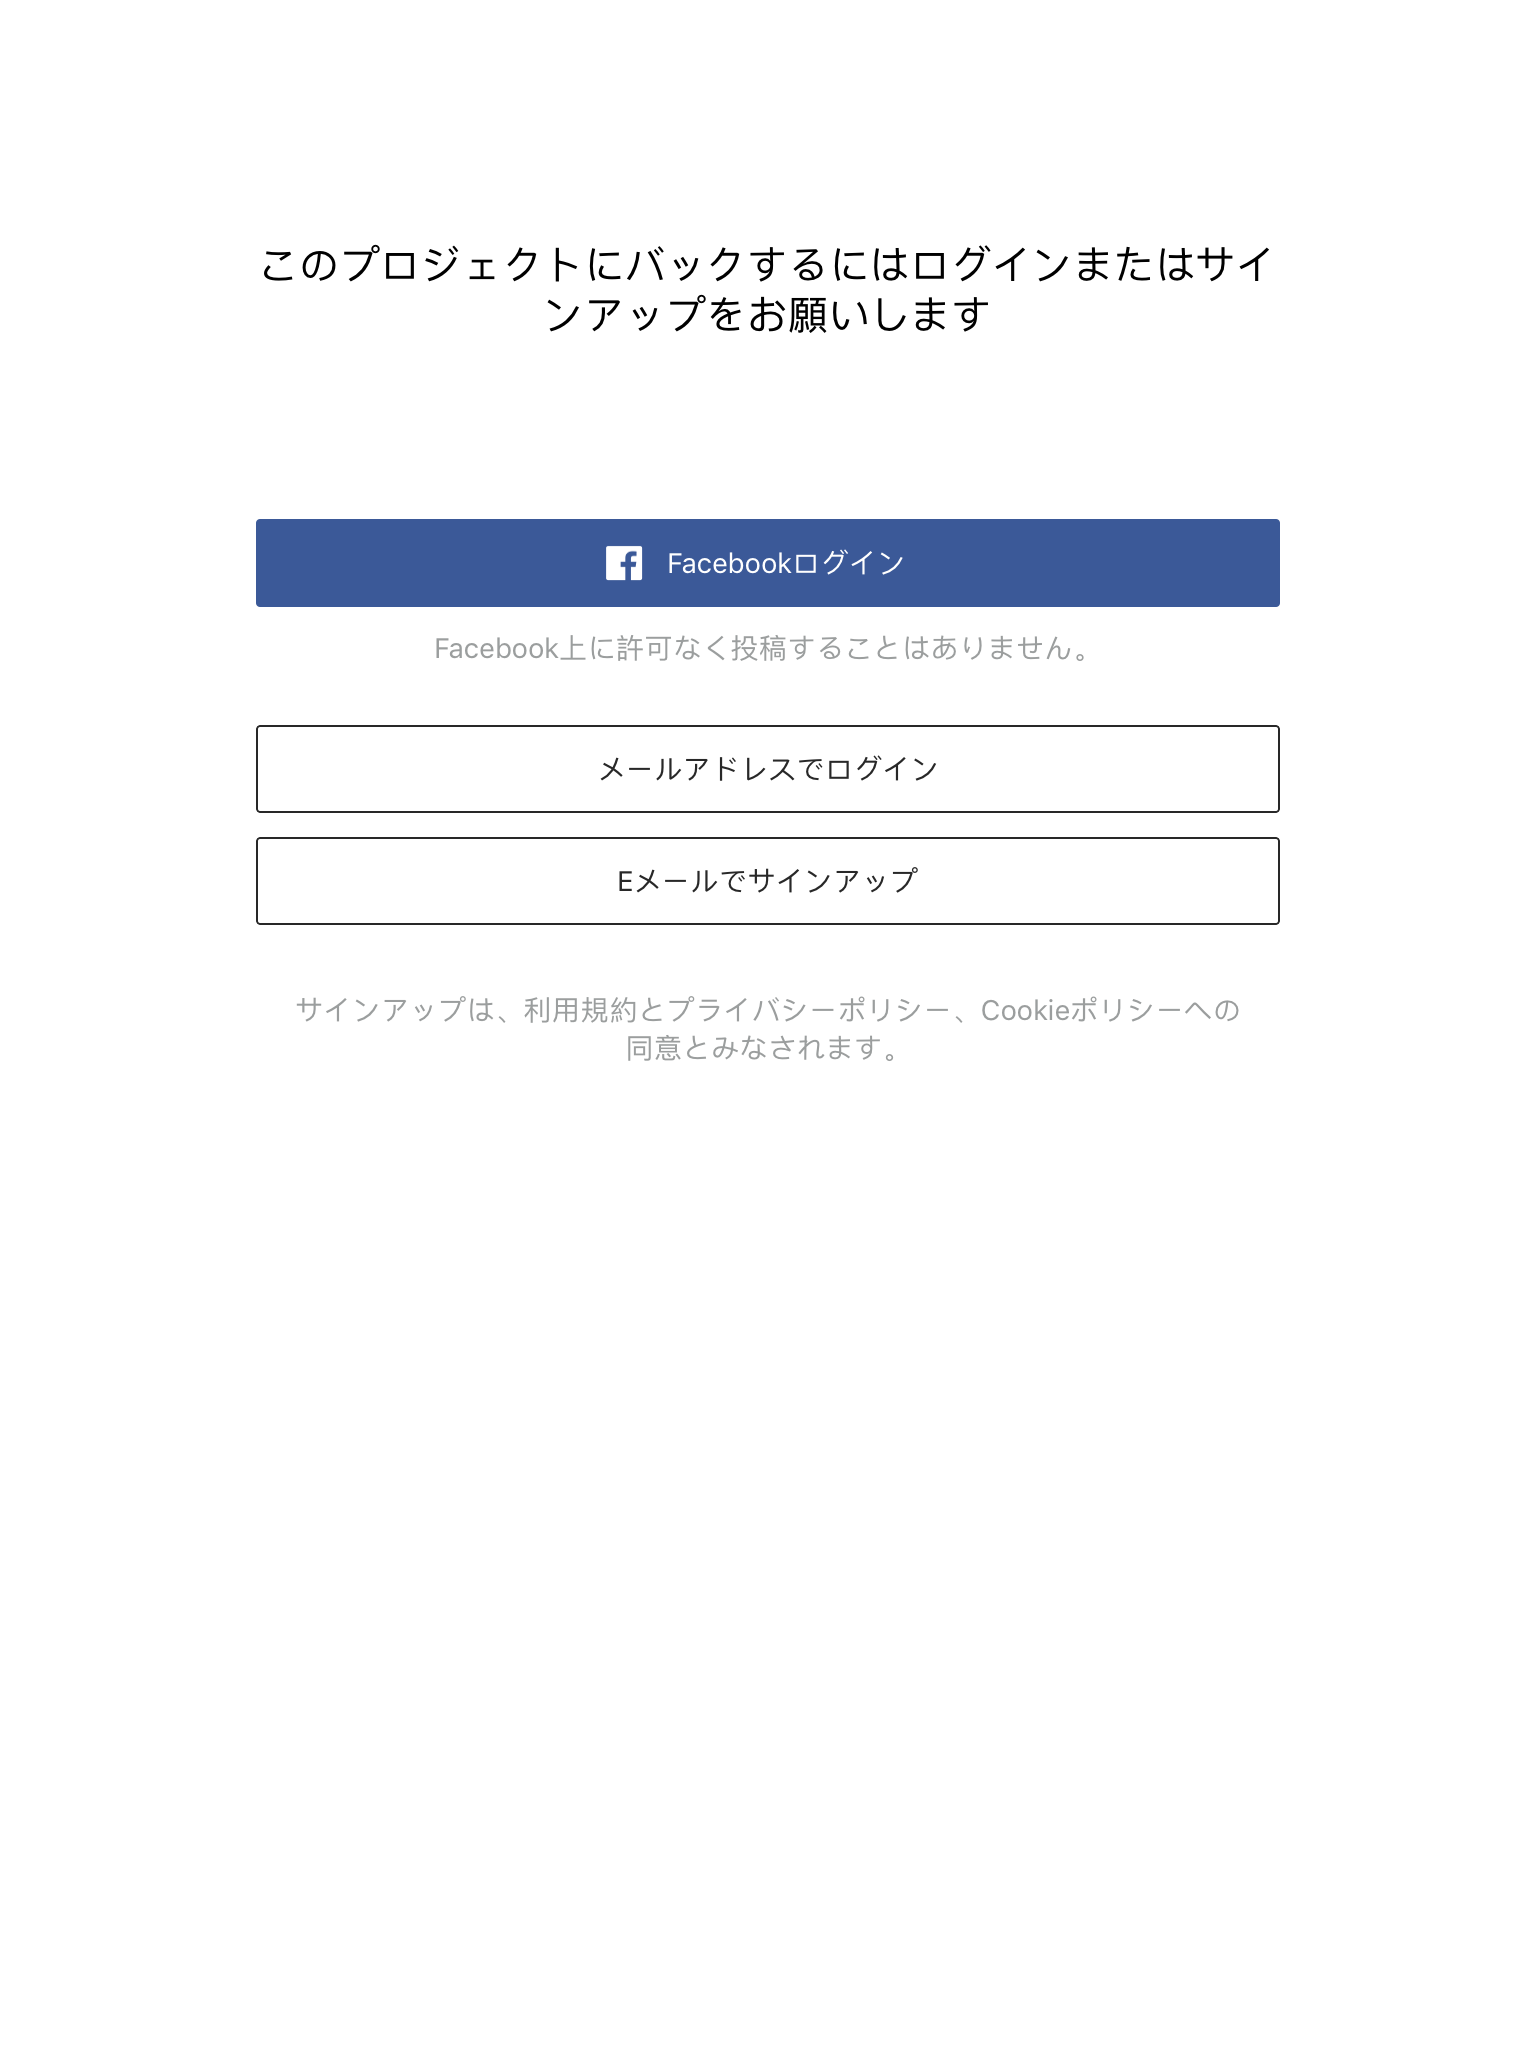 このプロジェクトにバックするにはログインまたはサイ
ンアップをお願いします
Facebookログイン
Facebook上に許可なく投稿することはありません。
メールアドレスでログイン
Eメールでサインアップ
サインアップは、利用規約とプライバシーポリシー、Cookieポリシーへの
同意とみなされます。